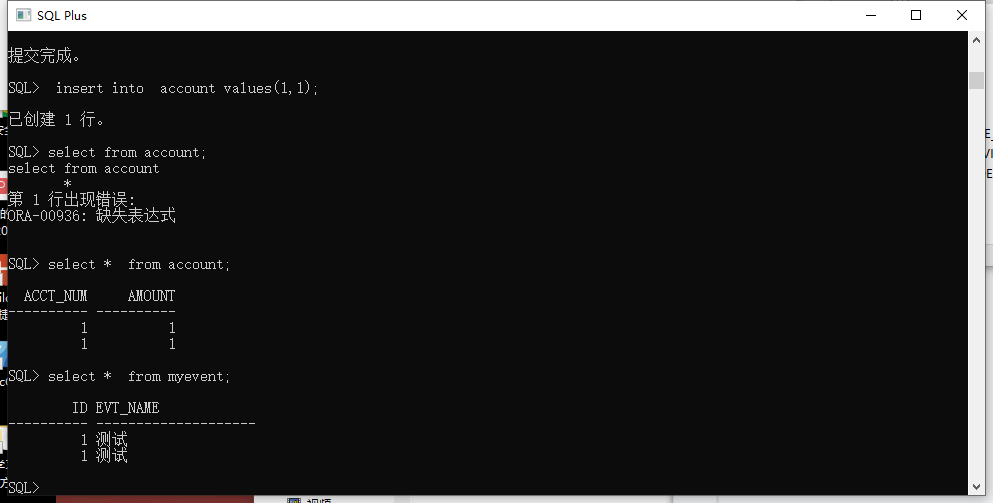 SQL Plus
提交完成。
SQL>  insert into  account values(1,1);
已创建 1 行。
SQL> select from account;
select from account
       *
第 1 行出现错误:
ORA-00936: 缺失表达式
SQL> select *  from account;
  ACCT_NUM     AMOUNT
---------- ----------
         1          1
         1          1
SQL> select *  from myevent;
        ID EVT_NAME
---------- --------------------
         1 测试
         1 测试
SQL>
视频